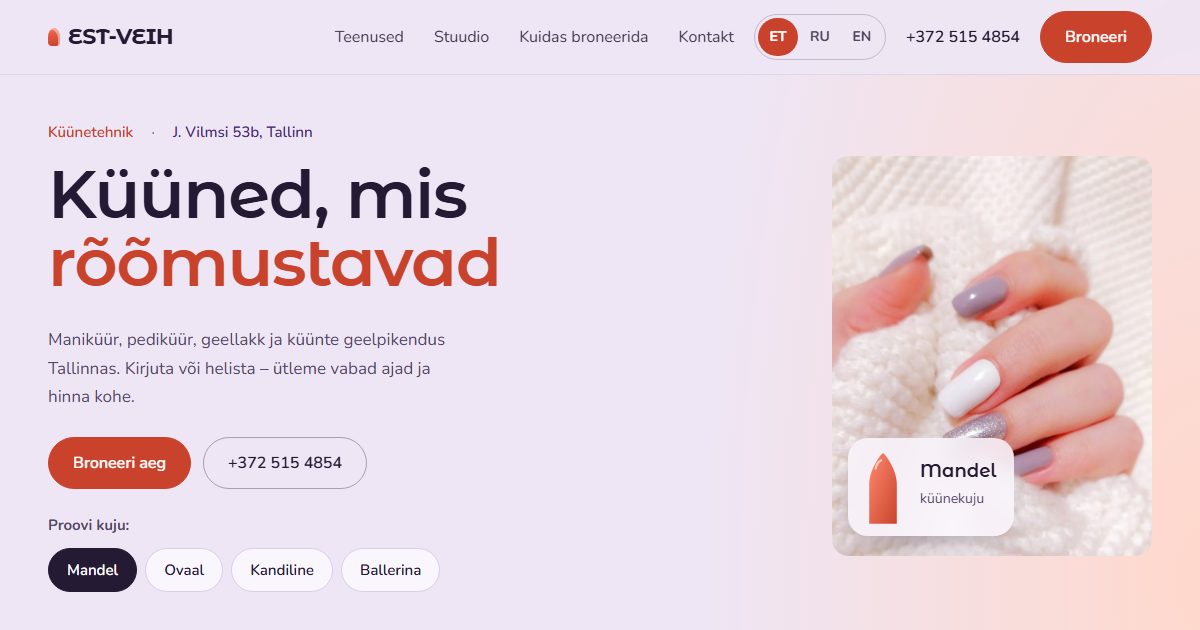 EST-VEIH
Teenused
Stuudio
Kuidas broneerida
Kontakt
ET
RU
EN
+372 515 4854
Broneeri
Küünetehnik · J. Vilmsi 53b, Tallinn
Küüned, mis
rõõmustavad
Maniküür, pediküür, geellakk ja küünte geelpikendus
Tallinnas. Kirjuta või helista – ütleme vabad ajad ja
hinna kohe.
Broneeri aeg
+372 515 4854
Proovi kuju:
Mandel
Ovaal
Kandiline
Ballerina
Mandel
küünekuju